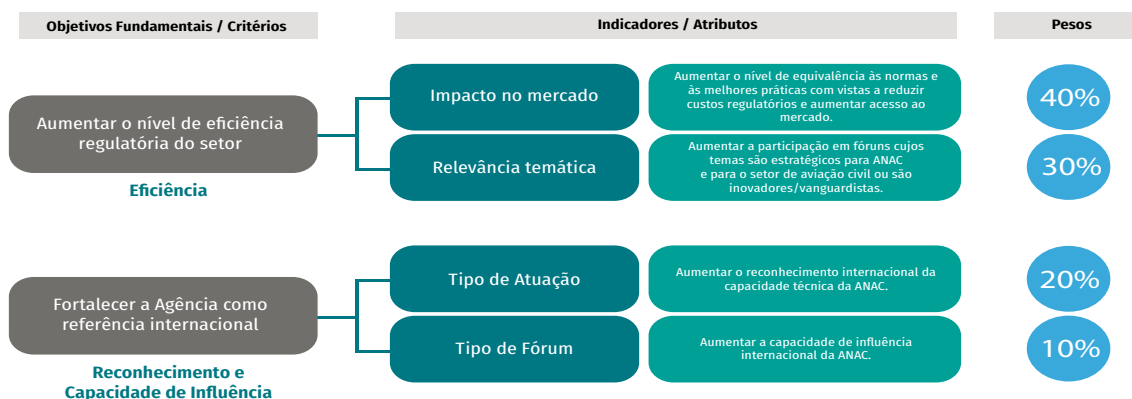 Objetivos Fundamentais / Critérios
Indicadores / Atributos
Pesos
Aumentar o nível de eficiência
regulatória do setor
Eficiência
Impacto no mercado
Aumentar o nível de equivalência às normas e
às melhores práticas com vistas a reduzir
custos regulatórios e aumentar acesso ao
mercado.
40%
Relevância temática
Aumentar a participação em fóruns cujos
temas são estratégicos para ANAC
e para o setor de aviação civil ou são
inovadores/vanguardistas.
30%
Fortalecer a Agência como
referência internacional
Reconhecimento e
Capacidade de Influência
Tipo de Atuação
Aumentar o reconhecimento internacional da
capacidade técnica da ANAC.
20%
Tipo de Fórum
Aumentar a capacidade de influência
internacional da ANAC.
10%